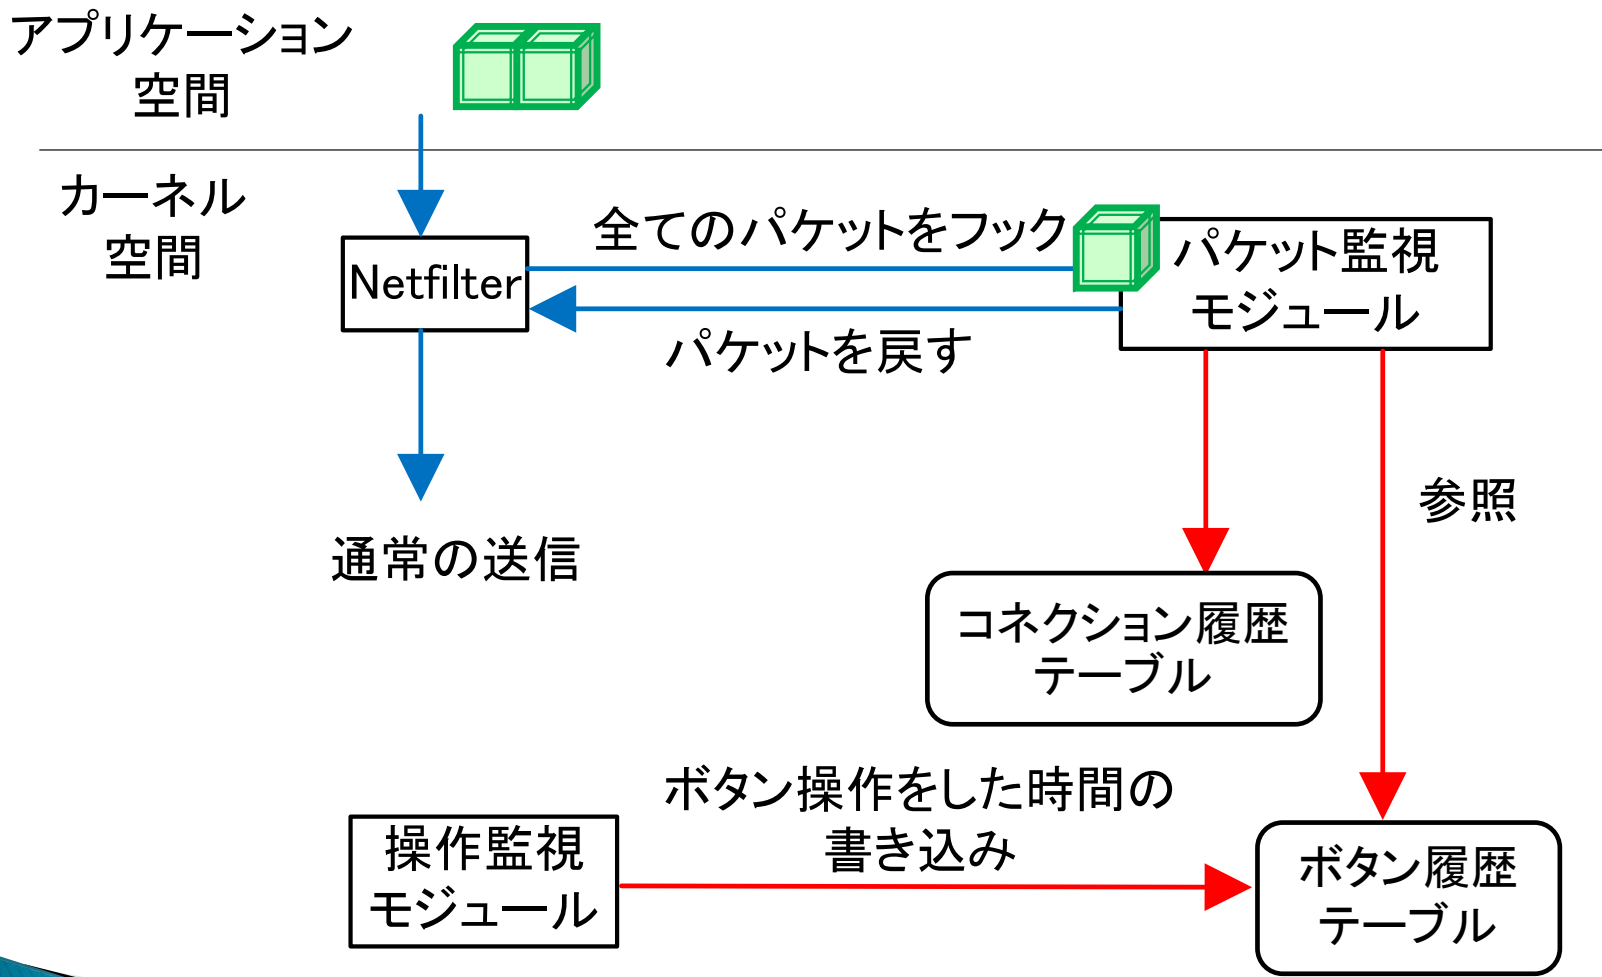 アプリケーション
空間
カーネル
空間
全てのパケットをフック
Netfilter
パケット監視
モジュール
パケットを戻す
参照
通常の送信
コネクション履歴
テーブル
ボタン操作をした時間の
書き込み
操作監視
モジュール
ボタン履歴
テーブル